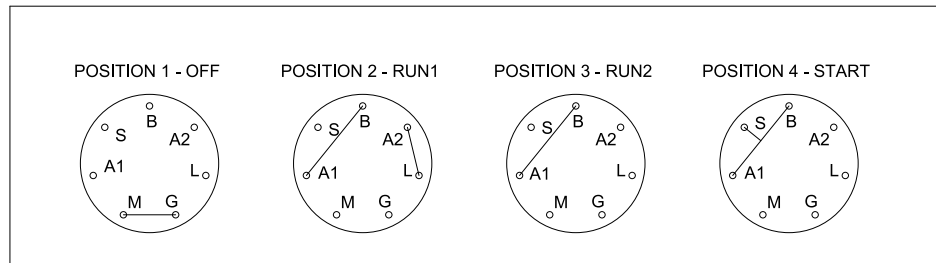 POSITION 1 - OFF
B
S
A2
A1
L
M G
POSITION 2 - RUN1
B
S
A2
A1
L
M G
POSITION 3 - RUN2
B
S
A2
A1
L
M G
POSITION 4 - START
B
S
A2
A1
L
M G